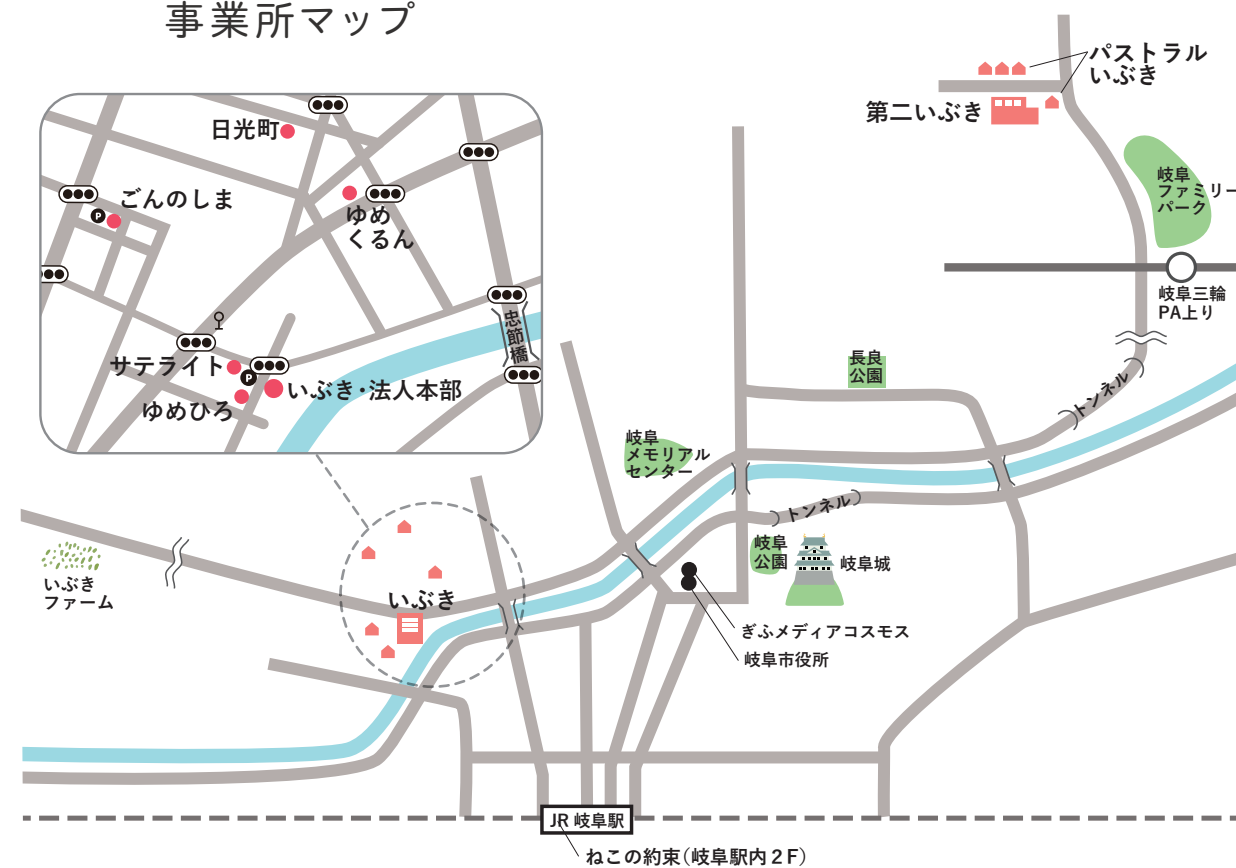 事業所マップ
日光町
ごんのしま
P
ゆめ
くるん
忠節橋
サテライト
P
いぶき・法人本部
ゆめひろ
パストラル
いぶき
第二いぶき
岐阜
ファミリー
パーク
岐阜三輪
PA上り
トンネル
長良
公園
岐阜
メモリアル
センター
トンネル
岐阜
公園
岐阜城
いぶき
ファーム
いぶき
ぎふメディアコスモス
岐阜市役所
JR 岐阜駅
ねこの約束（岐阜駅内２F）